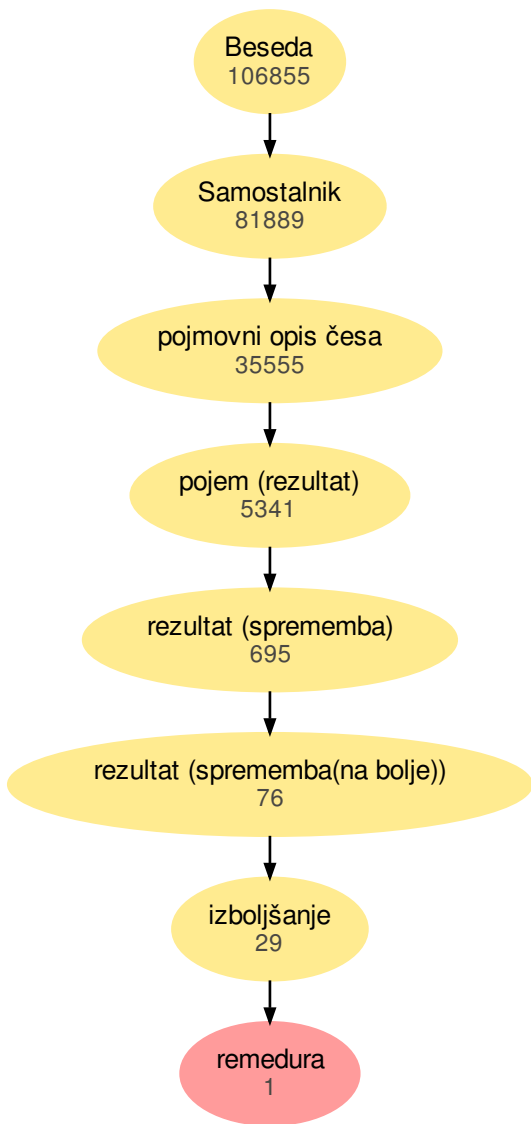 Beseda
106855
Samostalnik
81889
pojmovni opis česa
35555
pojem (rezultat)
5341
rezultat (sprememba)
695
rezultat (sprememba(na bolje))
76
izboljšanje
29
remedura
1